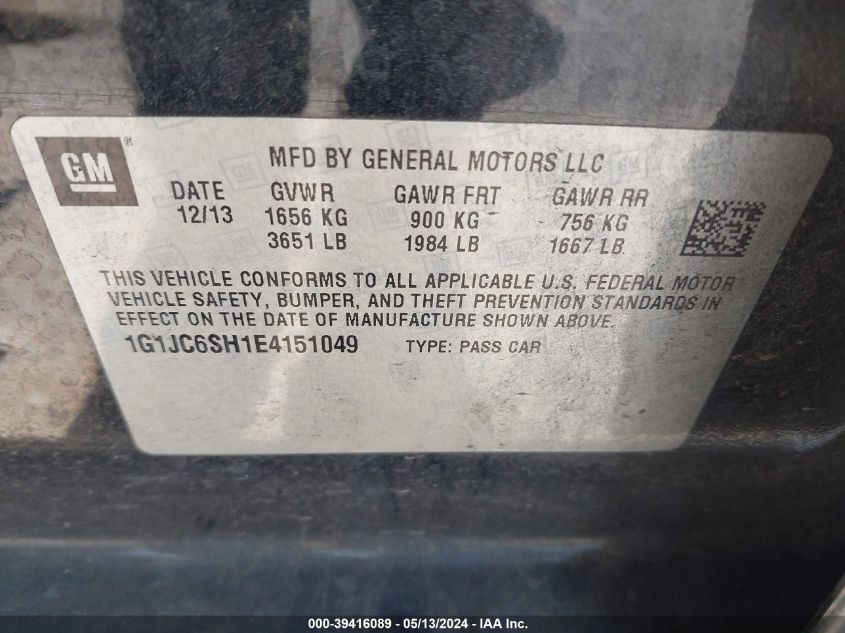 GM®
MFD BY GENERAL MOTORS LLC
DATE GVWR GAWR FRT GAWR RR
12/13 1656 KG 900 KG 756 KG
3651 LB 1984 LB 1667 LB
THIS VEHICLE CONFORMS TO ALL APPLICABLE U.S. FEDERAL MOTOR
VEHICLE SAFETY, BUMPER, AND THEFT PREVENTION STANDARDS IN
EFFECT ON THE DATE OF MANUFACTURE SHOWN ABOVE.
1G1JC6SH1E4151049 TYPE: PASS CAR
000-39416089 - 05/13/2024 - IAA Inc.